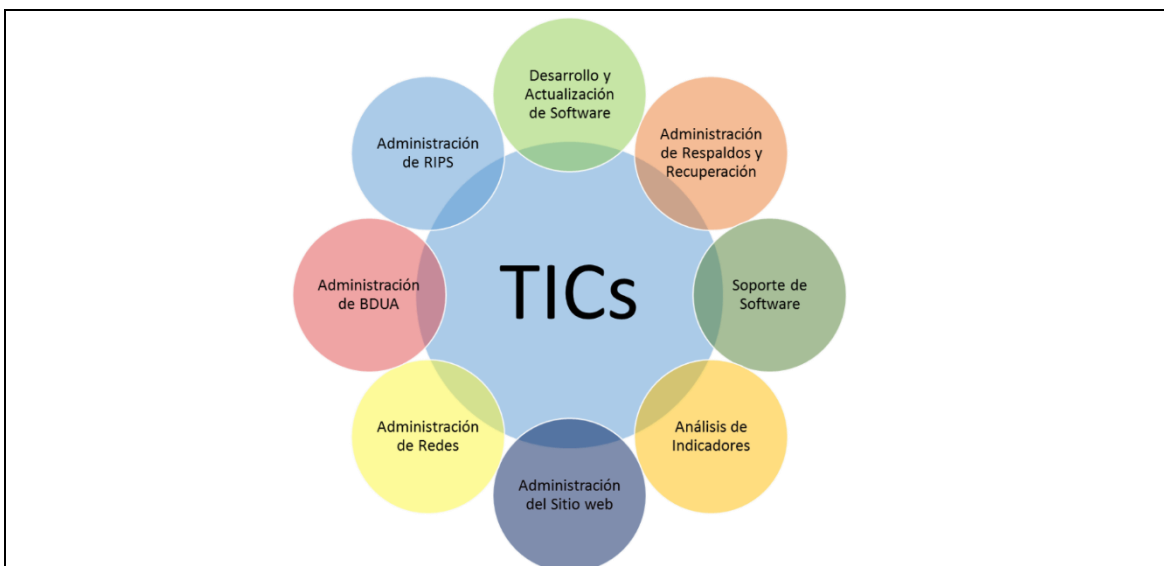 Desarrollo y
Actualización
de Software
Administración
de Respaldos y
Recuperación
Soporte de
Software
Análisis de
Indicadores
Administración
del Sitio web
Administración
de Redes
Administración
de BDUA
Administración
de RIPS
TICs